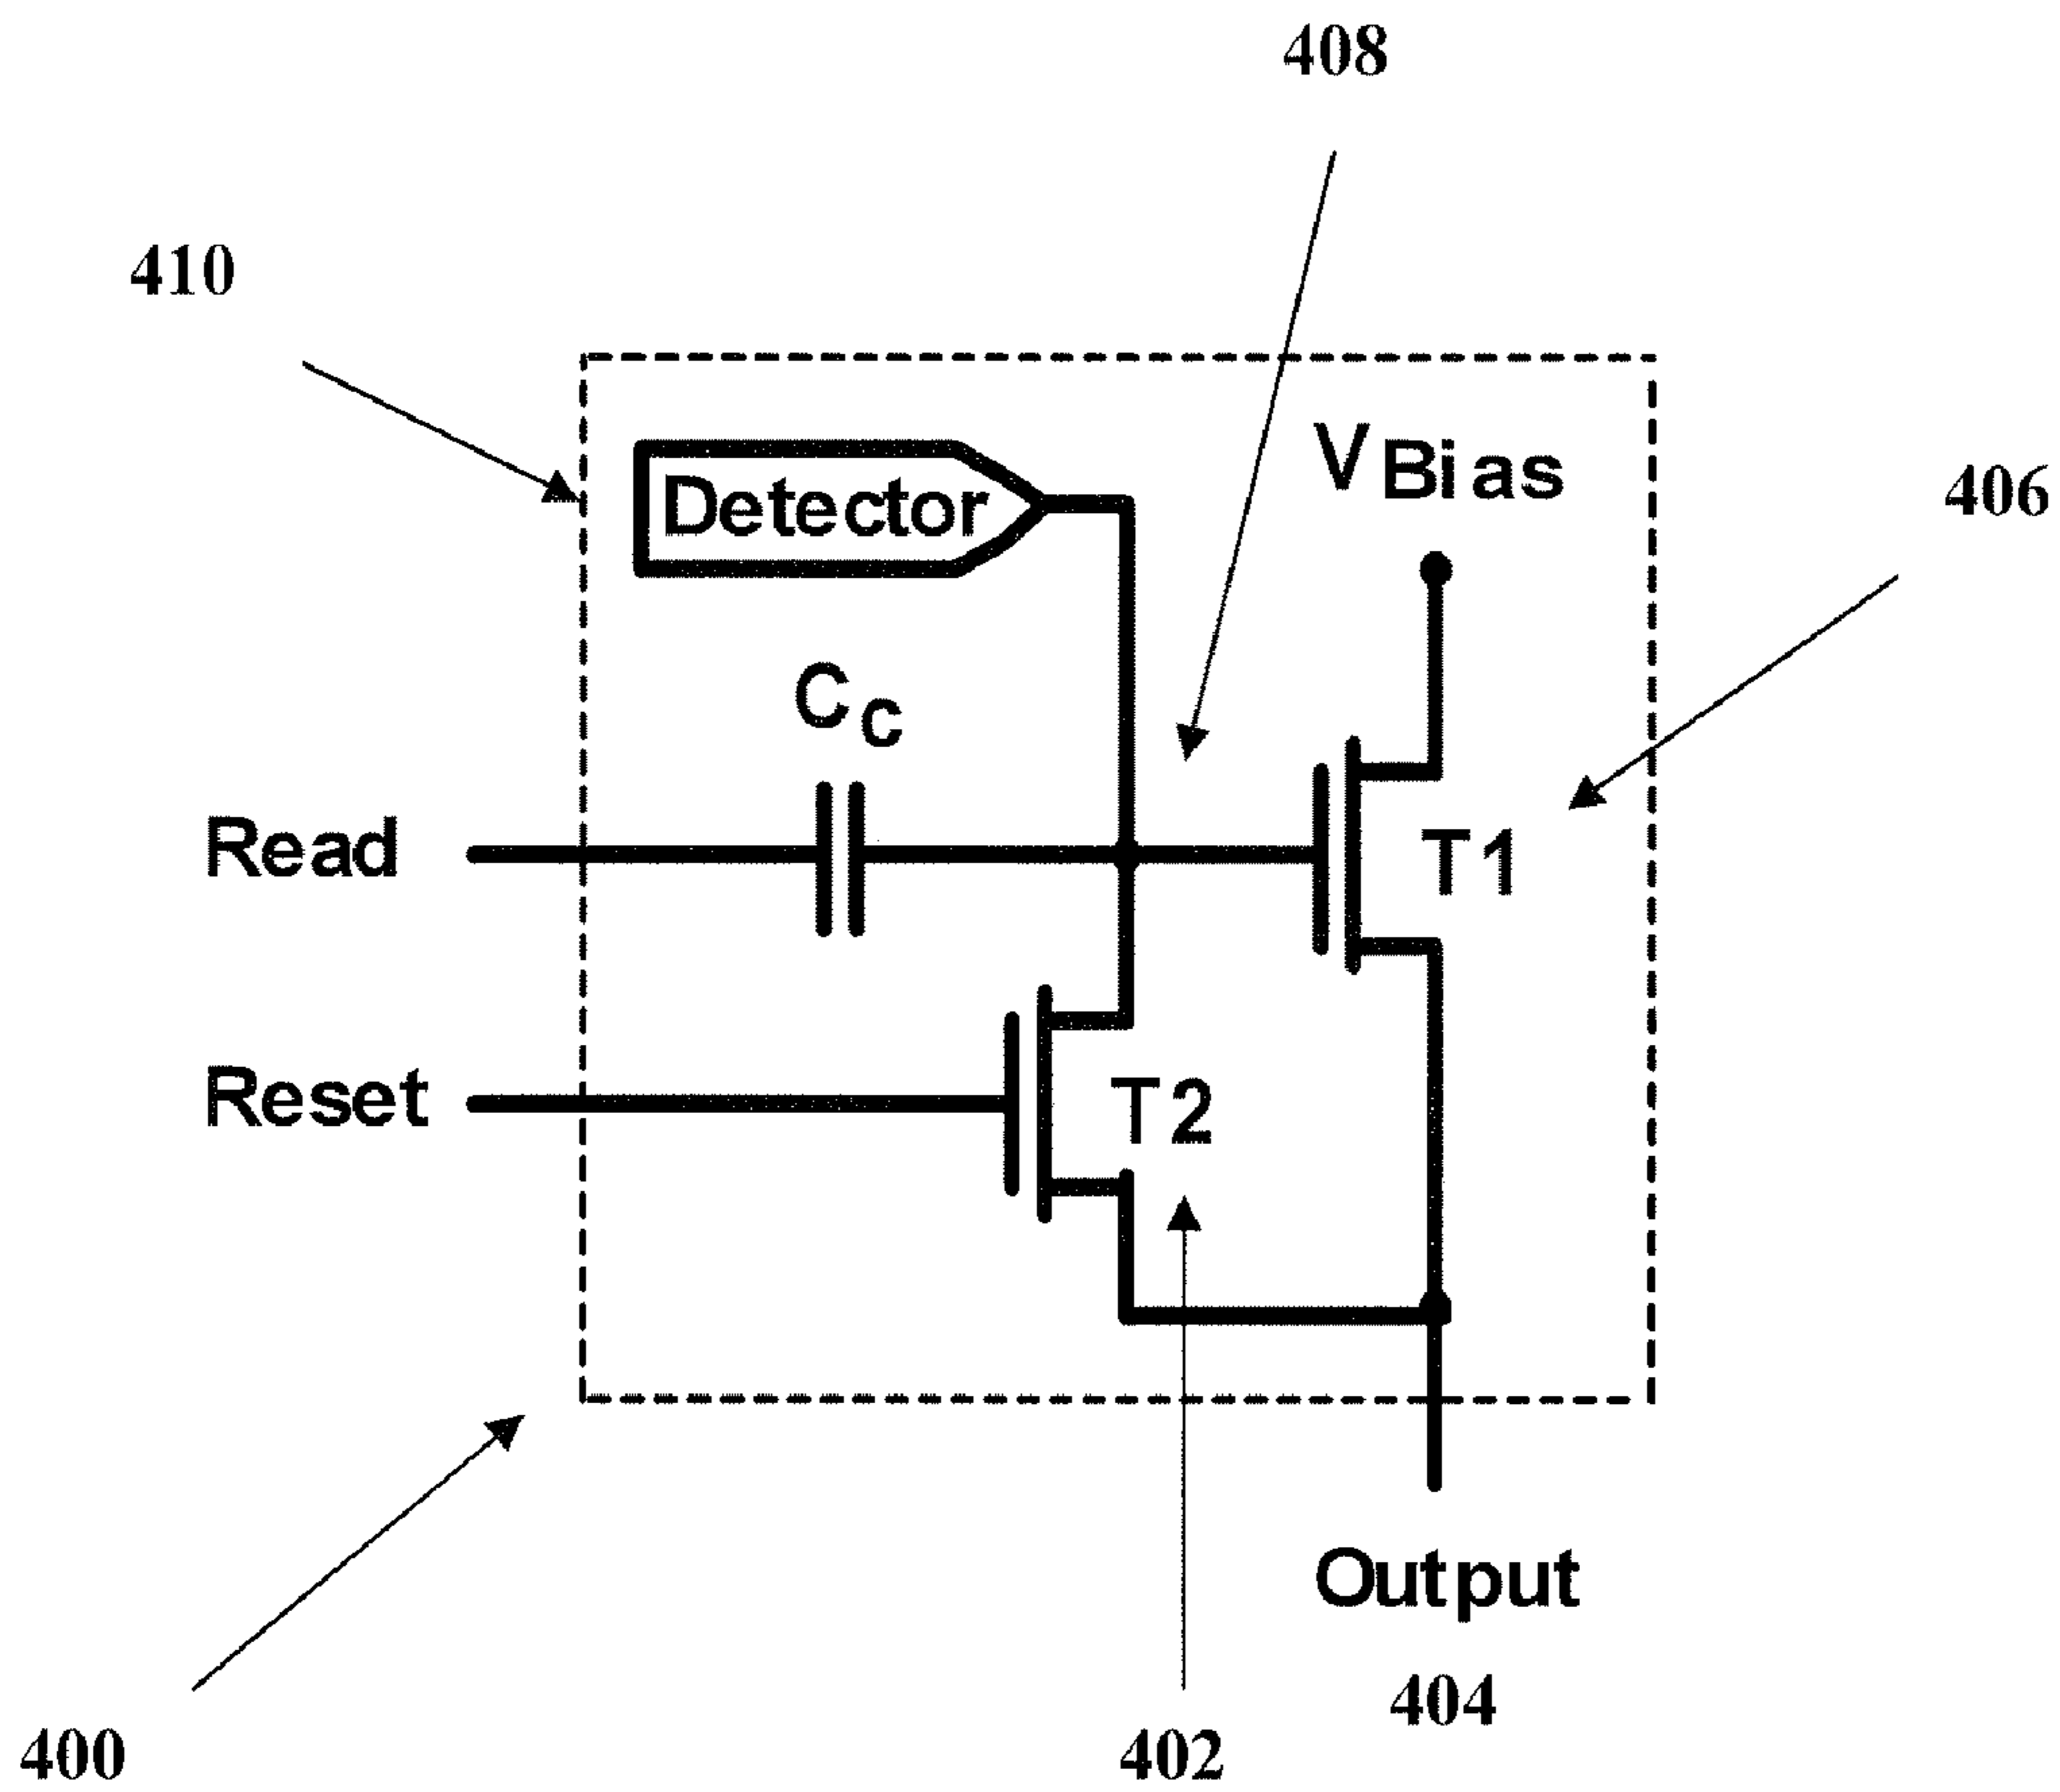 408
410
Detector
VBias
406
Cc
Read
T1
Reset
T2
Output
404
400
402